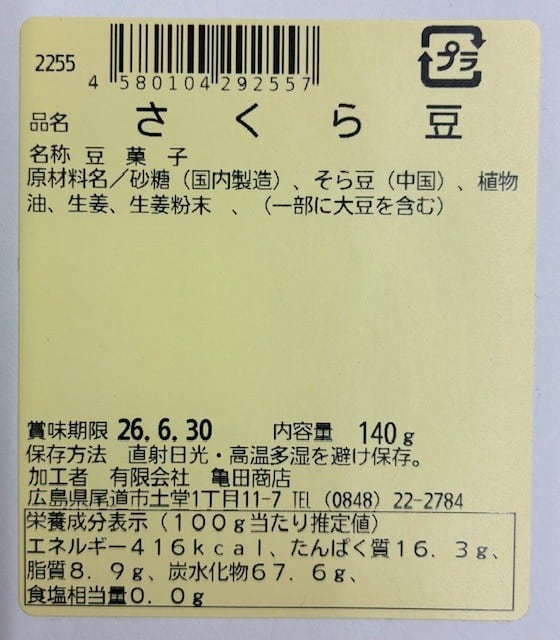 2255
4 580104 292557
プラ
品名 さくら豆
名称 豆菓子
原材料名／砂糖（国内製造）、そら豆（中国）、植物
油、生姜、生姜粉末 、（一部に大豆を含む）
賞味期限 26.6.30 内容量 140g
保存方法 直射日光・高温多湿を避け保存。
加工者 有限会社 亀田商店
広島県尾道市土堂1丁目11-7 TEL（0848）22-2784
栄養成分表示（100g当たり推定値）
エネルギー416kcal、たんぱく質16.3g、
脂質8.9g、炭水化物67.6g、
食塩相当量0.0g